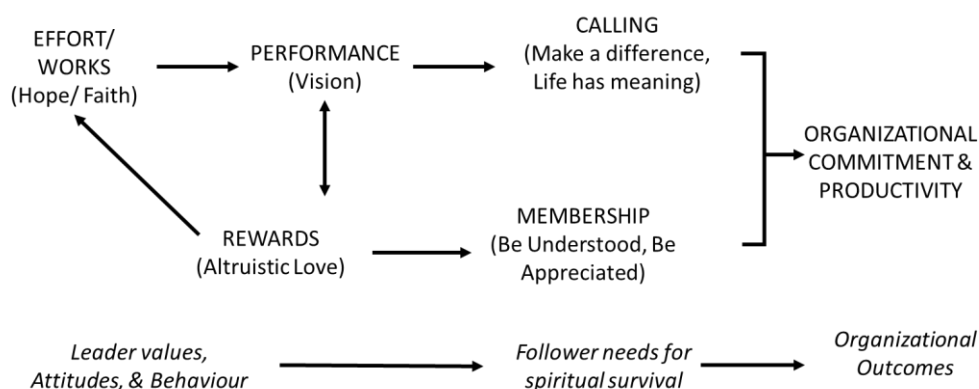 EFFORT/
WORKS
(Hope/ Faith)
PERFORMANCE
(Vision)
CALLING
(Make a difference,
Life has meaning)
ORGANIZATIONAL
COMMITMENT &
PRODUCTIVITY
REWARDS
(Altruistic Love)
MEMBERSHIP
(Be Understood, Be
Appreciated)
Leader values,
Attitudes, & Behaviour
Follower needs for
spiritual survival
Organizational
Outcomes